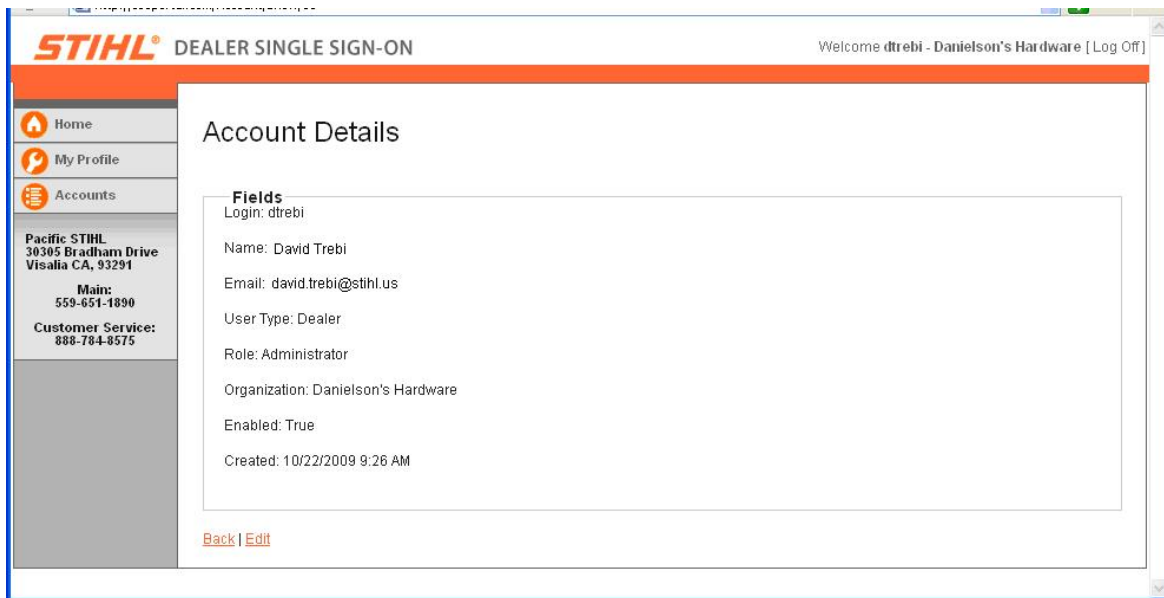 STIHL® DEALER SINGLE SIGN-ON
Welcome dtrebi - Danielson's Hardware [ Log Off ]
Home
My Profile
Accounts
Pacific STIHL
30305 Bradham Drive
Visalia CA, 93291
Main:
559-651-1890
Customer Service:
888-784-8575
Account Details
Fields
Login: dtrebi
Name: David Trebi
Email: david.trebi@stihl.us
User Type: Dealer
Role: Administrator
Organization: Danielson's Hardware
Enabled: True
Created: 10/22/2009 9:26 AM
Back | Edit